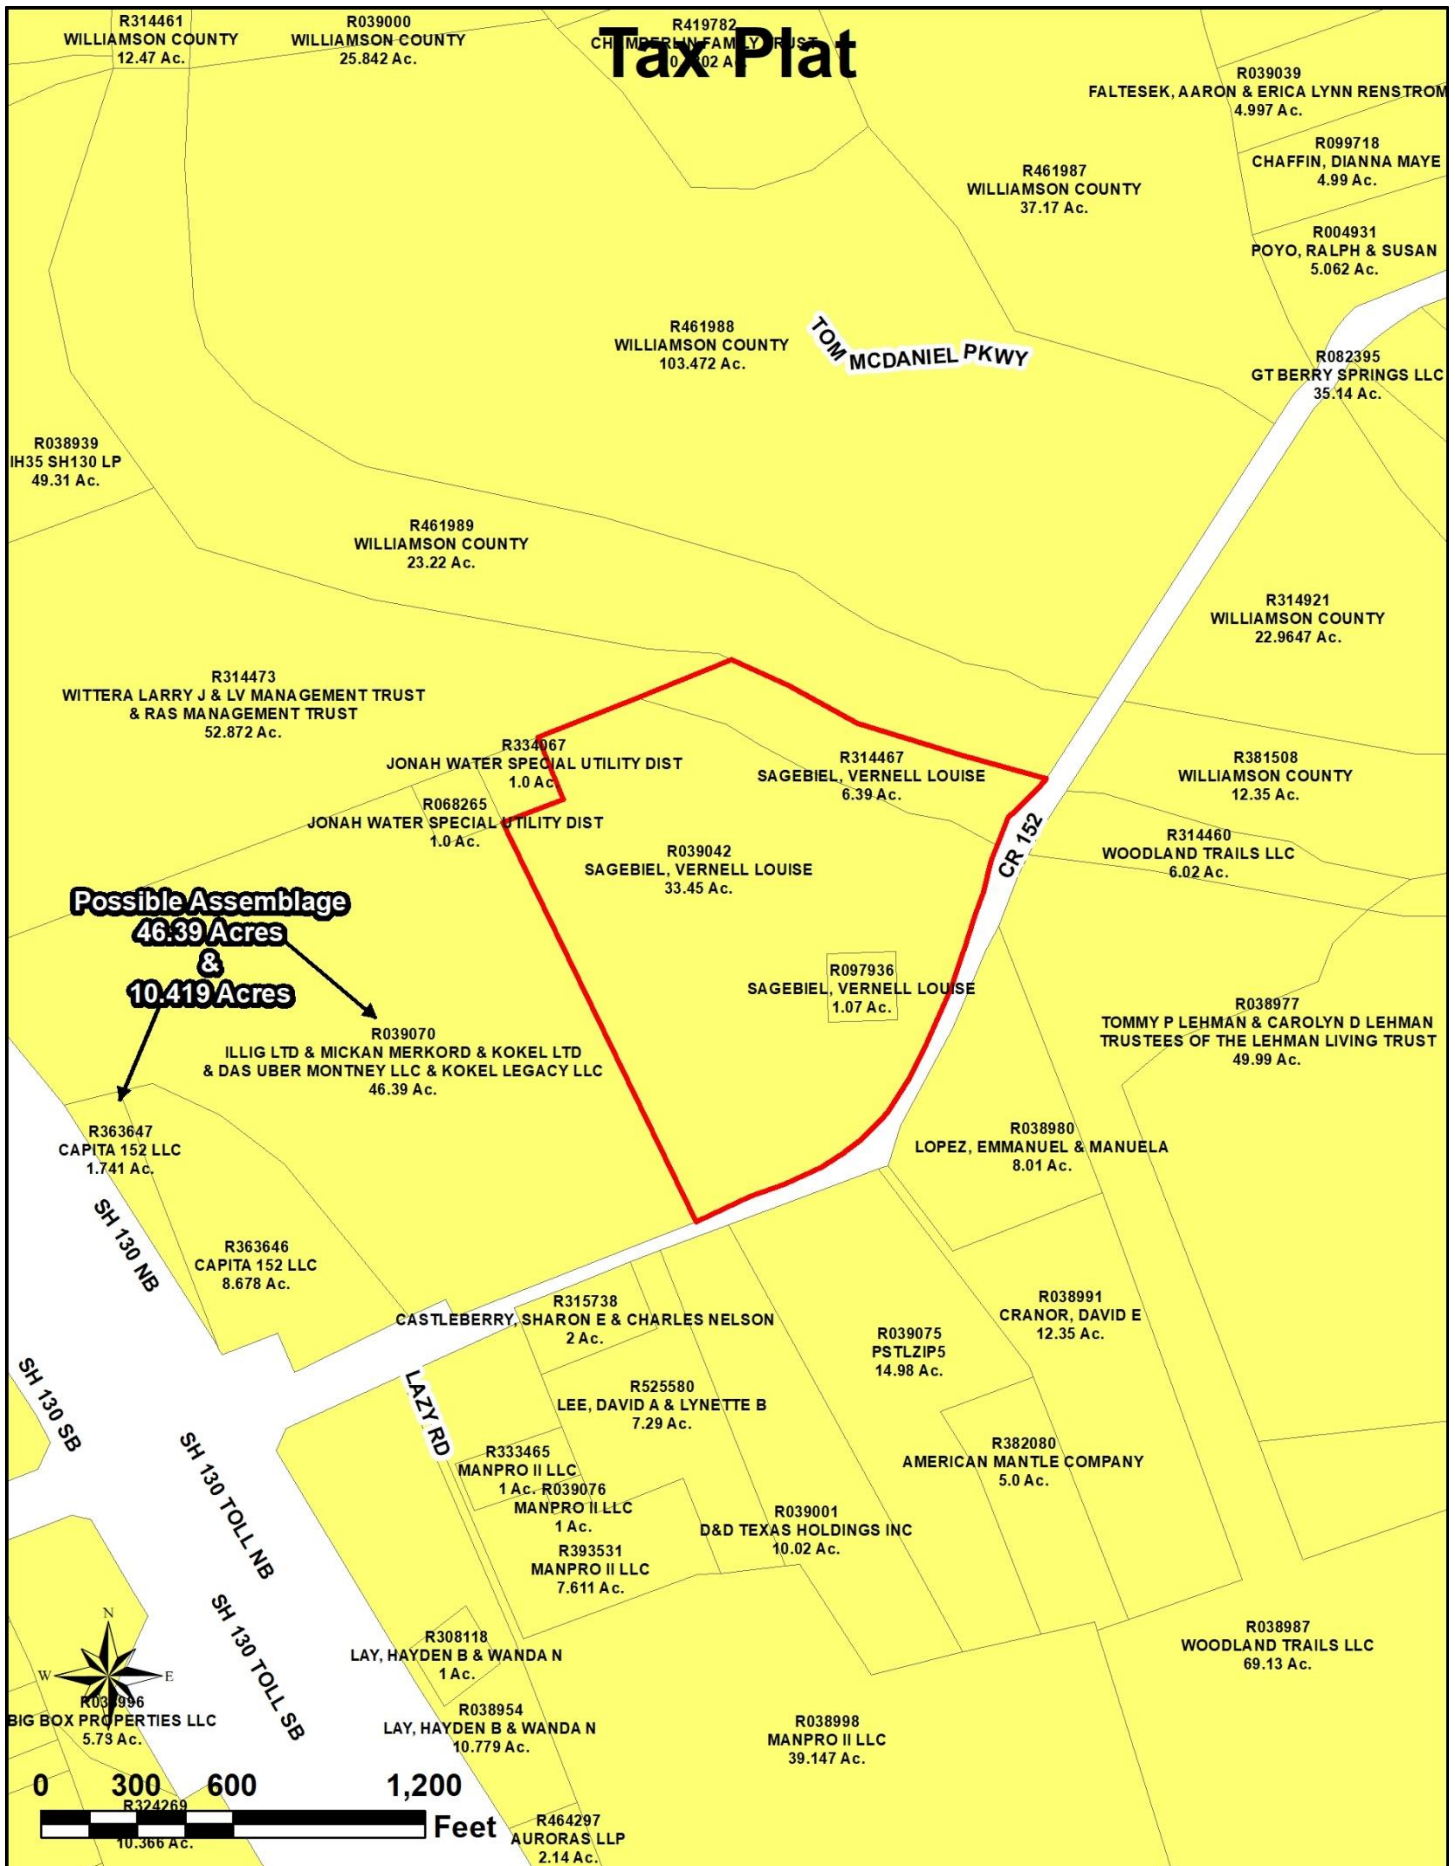 Tax Plat
R314461
WILLIAMSON COUNTY
12.47 Ac.
R039000
WILLIAMSON COUNTY
25.842 Ac.
R419782
FAMILY TRUST
R039039
FALTESEK, AARON & ERICA LYNN RENSTROM
4.997 Ac.
R099718
CHAFFIN, DIANNA MAYE
4.99 Ac.
R461987
WILLIAMSON COUNTY
37.17 Ac.
R004931
POYO, RALPH & SUSAN
5.062 Ac.
R461988
WILLIAMSON COUNTY
103.472 Ac.
TOM MCDANIEL PKWY
R082395
GT BERRY SPRINGS LLC
35.14 Ac.
R038939
IH35 SH130 LP
49.31 Ac.
R461989
WILLIAMSON COUNTY
23.22 Ac.
R314921
WILLIAMSON COUNTY
22.9647 Ac.
R314473
WITTERA LARRY J & LV MANAGEMENT TRUST
& RAS MANAGEMENT TRUST
52.872 Ac.
R334067
JONAH WATER SPECIAL UTILITY DIST
1.0 Ac.
R314467
SAGEBIEL, VERNELL LOUISE
6.39 Ac.
R381508
WILLIAMSON COUNTY
12.35 Ac.
R068265
JONAH WATER SPECIAL UTILITY DIST
1.0 Ac.
CR 152
R314460
WOODLAND TRAILS LLC
6.02 Ac.
R039042
SAGEBIEL, VERNELL LOUISE
33.45 Ac.
Possible Assemblage
46.39 Acres
&
10.419 Acres
R097936
SAGEBIEL, VERNELL LOUISE
1.07 Ac.
R038977
TOMMY P LEHMAN & CAROLYN D LEHMAN
TRUSTEES OF THE LEHMAN LIVING TRUST
49.99 Ac.
R039070
ILLIG LTD & MICKAN MERKORD & KOKEL LTD
& DAS UBER MONTNEY LLC & KOKEL LEGACY LLC
46.39 Ac.
R363647
CAPITA 152 LLC
1.741 Ac.
R038980
LOPEZ, EMMANUEL & MANUELA
8.01 Ac.
SH 130 NB
R363646
CAPITA 152 LLC
8.678 Ac.
R315738
CASTLEBERRY, SHARON E & CHARLES NELSON
2 Ac.
R038991
CRANOR, DAVID E
12.35 Ac.
R039075
PSTLZIP5
14.98 Ac.
SH 130 SB
LAZY RD
R525580
LEE, DAVID A & LYNETTE B
7.29 Ac.
SH 130 TOLL NB
R333465
MANPRO II LLC
1 Ac.
R039076
MANPRO II LLC
1 Ac.
R382080
AMERICAN MANTLE COMPANY
5.0 Ac.
R039001
D&D TEXAS HOLDINGS INC
10.02 Ac.
R393531
MANPRO II LLC
7.611 Ac.
SH 130 TOLL SB
R308118
LAY, HAYDEN B & WANDA N
1 Ac.
R038987
WOODLAND TRAILS LLC
69.13 Ac.
N
W E
BIG BOX PROPERTIES LLC
5.73 Ac.
R038954
LAY, HAYDEN B & WANDA N
10.779 Ac.
R038998
MANPRO II LLC
39.147 Ac.
0 300 600 1,200
Feet
R324269
10.366 Ac.
R464297
AURORAS LLP
2.14 Ac.